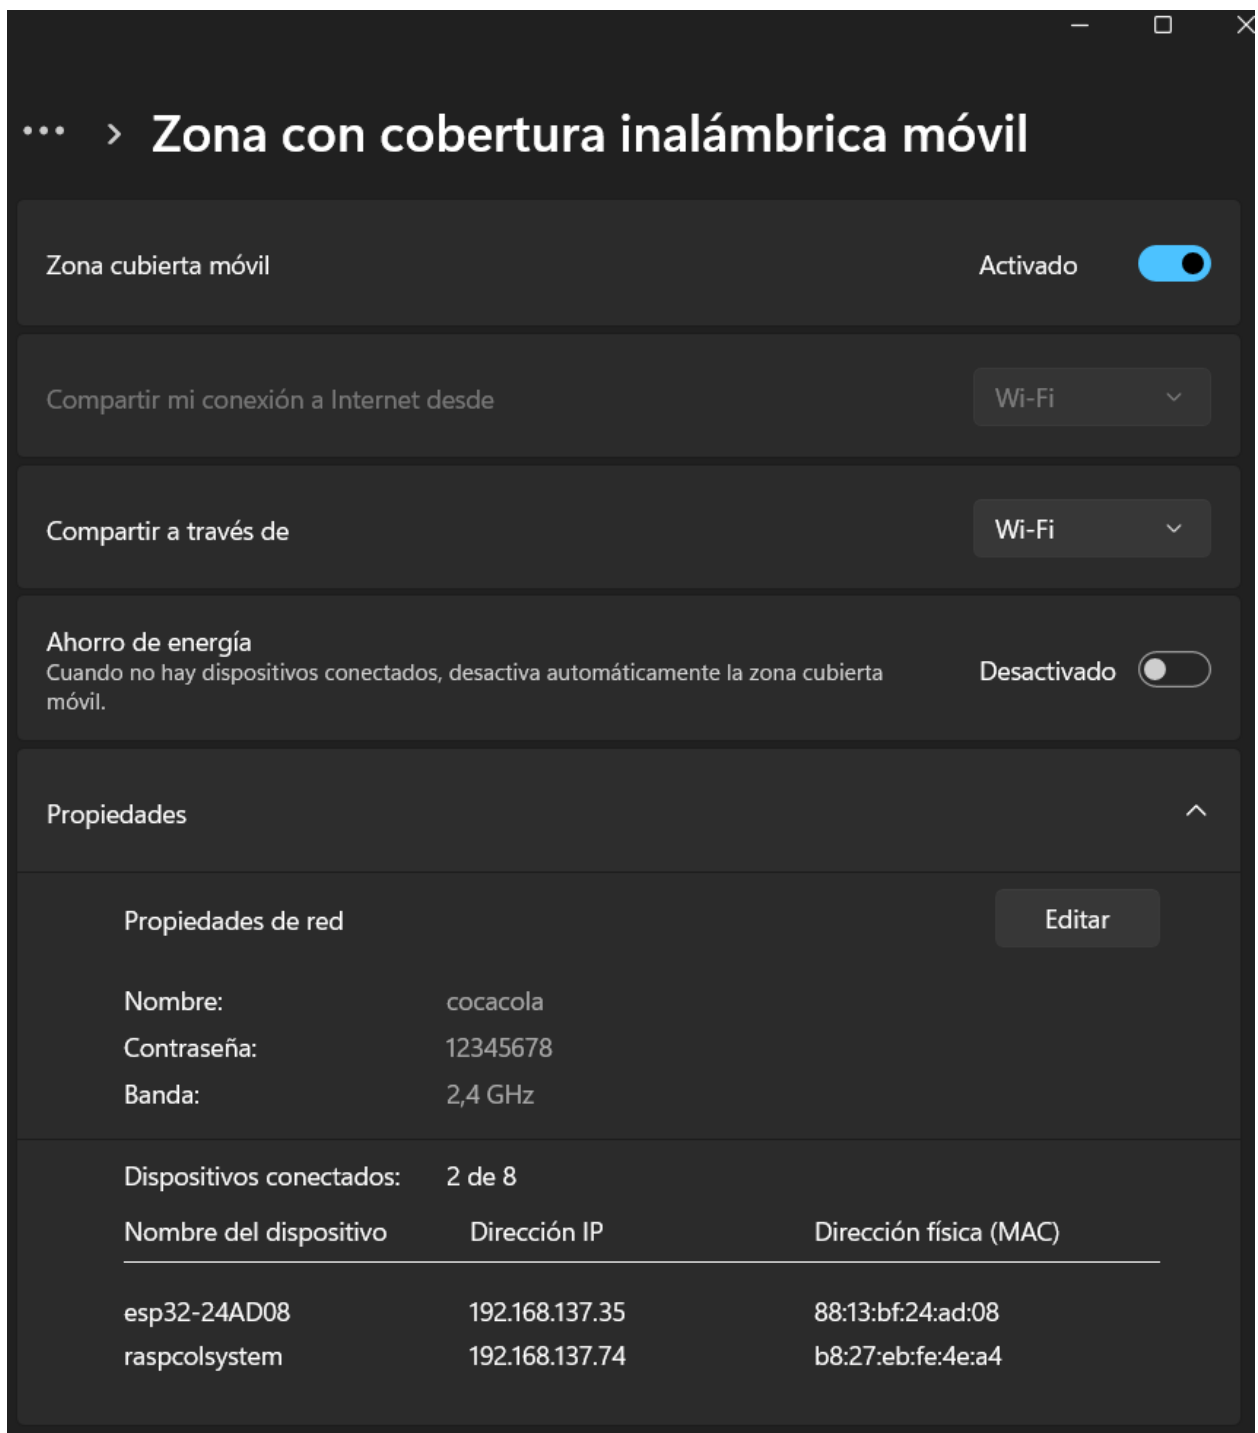 Zona con cobertura inalámbrica móvil
Zona cubierta móvil Activado
Compartir mi conexión a Internet desde Wi-Fi
Compartir a través de Wi-Fi
Ahorro de energía
Cuando no hay dispositivos conectados, desactiva automáticamente la zona cubierta
móvil.
Desactivado
Propiedades
Propiedades de red Editar
Nombre: cocacola
Contraseña: 12345678
Banda: 2,4 GHz
Dispositivos conectados: 2 de 8
Nombre del dispositivo Dirección IP Dirección física (MAC)
esp32-24AD08 192.168.137.35 88:13:bf:24:ad:08
raspcolsystem 192.168.137.74 b8:27:eb:fe:4e:a4